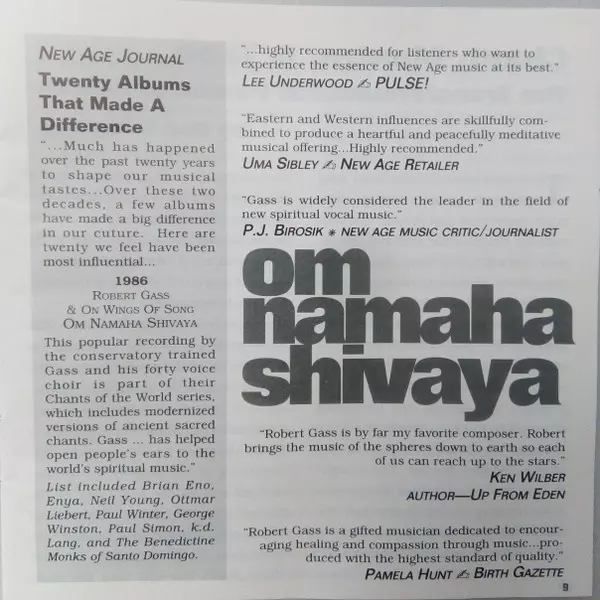 NEW AGE JOURNAL
Twenty Albums
That Made A
Difference
"...Much has happened
over the past twenty years
to shape our musical
tastes...Over these two
decades, a few albums
have made a big difference
in our cuture. Here are
twenty we feel have been
most influential...
1986
ROBERT GASS
& ON WINGS OF SONG
OM NAMAHA SHIVAYA
This popular recording by
the conservatory trained
Gass and his forty voice
choir is part of their
Chants of the World series,
which includes modernized
versions of ancient sacred
chants. Gass ... has helped
open people's ears to the
world's spiritual music."
List included Brian Eno,
Enya, Neil Young, Ottmar
Liebert, Paul Winter, George
Winston, Paul Simon, k.d.
Lang, and The Benedictine
Monks of Santo Domingo.
"...highly recommended for listeners who want to
experience the essence of New Age music at its best."
LEE UNDERWOOD ✍ PULSE!
"Eastern and Western influences are skillfully com-
bined to produce a heartful and peacefully meditative
musical offering...Highly recommended."
UMA SIBLEY ✍ NEW AGE RETAILER
"Gass is widely considered the leader in the field of
new spiritual vocal music."
P.J. BIROSIK * NEW AGE MUSIC CRITIC/JOURNALIST
om
namaha
shivaya
"Robert Gass is by far my favorite composer. Robert
brings the music of the spheres down to earth so each
of us can reach up to the stars."
KEN WILBER
AUTHOR—UP FROM EDEN
"Robert Gass is a gifted musician dedicated to encour-
aging healing and compassion through music...pro-
duced with the highest standard of quality."
PAMELA HUNT ✍ BIRTH GAZETTE
9